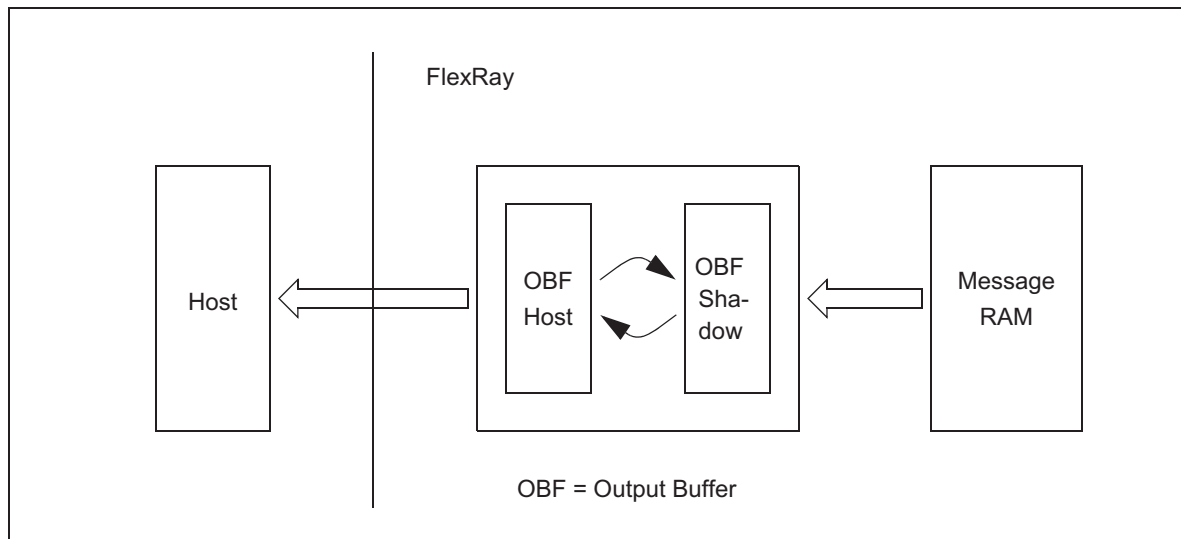 FlexRay
Host
OBF
Host
OBF
Sha-
dow
Message
RAM
OBF = Output Buffer